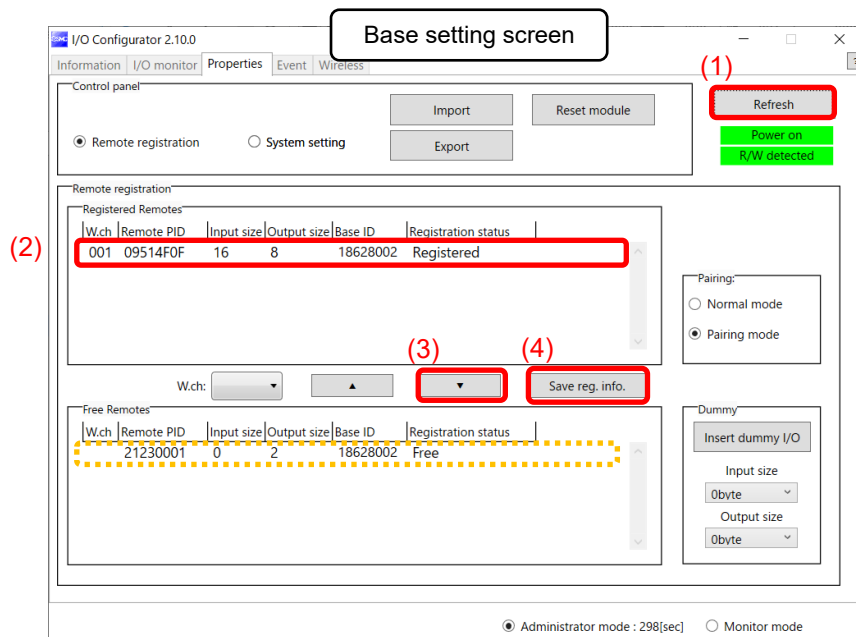 Base setting screen
SMC I/O Configurator 2.10.0
Information I/O monitor Properties Event Wireless
(1)
Control panel
Import Reset module Refresh
Remote registration System setting Export
Power on
R/W detected
Remote registration
Registered Remotes
W.ch Remote PID Input size Output size Base ID Registration status
(2) 001 09514F0F 16 8 18628002 Registered
Pairing:
Normal mode
Pairing mode
(3) (4)
W.ch: ▼ ▲ ▼ Save reg. info.
Free Remotes
W.ch Remote PID Input size Output size Base ID Registration status
21230001 0 2 18628002 Free
Dummy
Insert dummy I/O
Input size
0byte
Output size
0byte
Administrator mode : 298[sec] Monitor mode